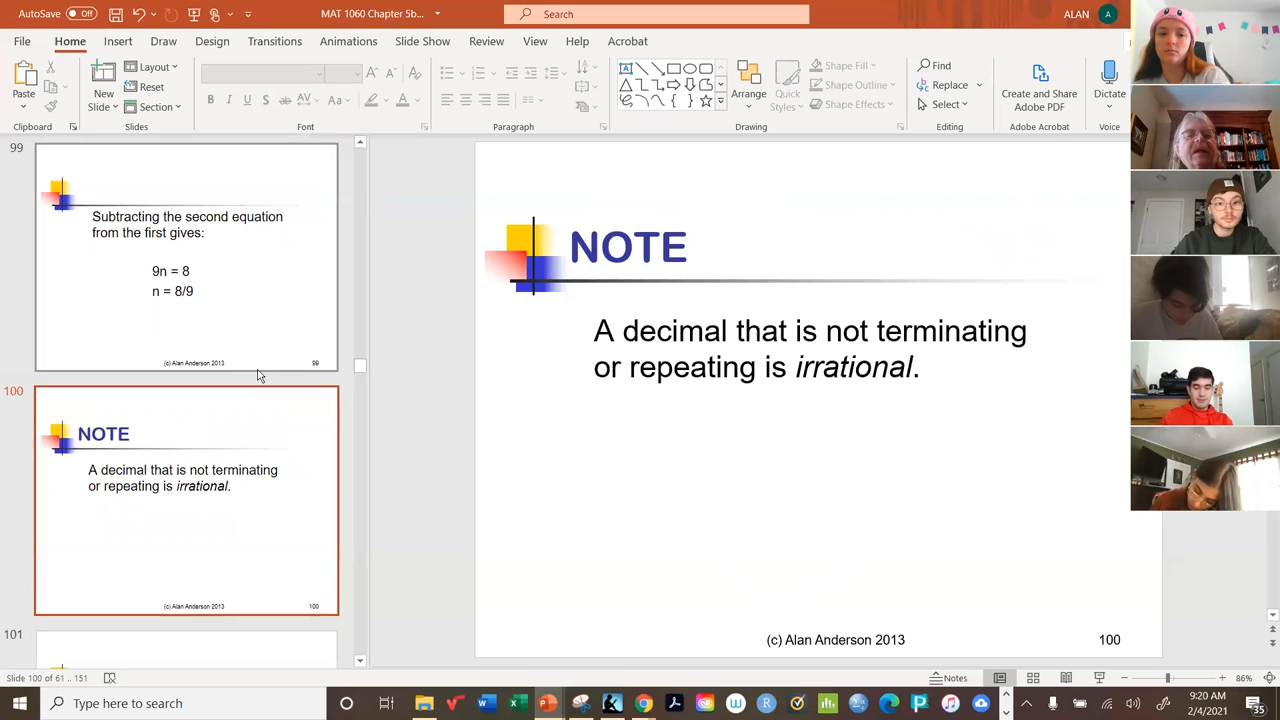 AutoSave
Off
MAT 1060 Chapter 5b...
Search
ALAN
A
File
Home
Insert
Draw
Design
Transitions
Animations
Slide Show
Review
View
Help
Acrobat
Paste
New
Slide
Layout
Reset
Section
B I U S ab AV Aa A
Arrange
Quick
Styles
Shape Fill
Shape Outline
Shape Effects
Find
Replace
Select
Create and Share
Adobe PDF
Dictate
Clipboard
Slides
Font
Paragraph
Drawing
Editing
Adobe Acrobat
Voice
99
Subtracting the second equation
from the first gives:
9n = 8
n = 8/9
(c) Alan Anderson 2013
99
100
NOTE
A decimal that is not terminating
or repeating is irrational.
(c) Alan Anderson 2013
100
101
NOTE
A decimal that is not terminating
or repeating is irrational.
(c) Alan Anderson 2013
100
Slide 100 of 61 .. 151
Notes
86%
Type here to search
9:20 AM
2/4/2021
35